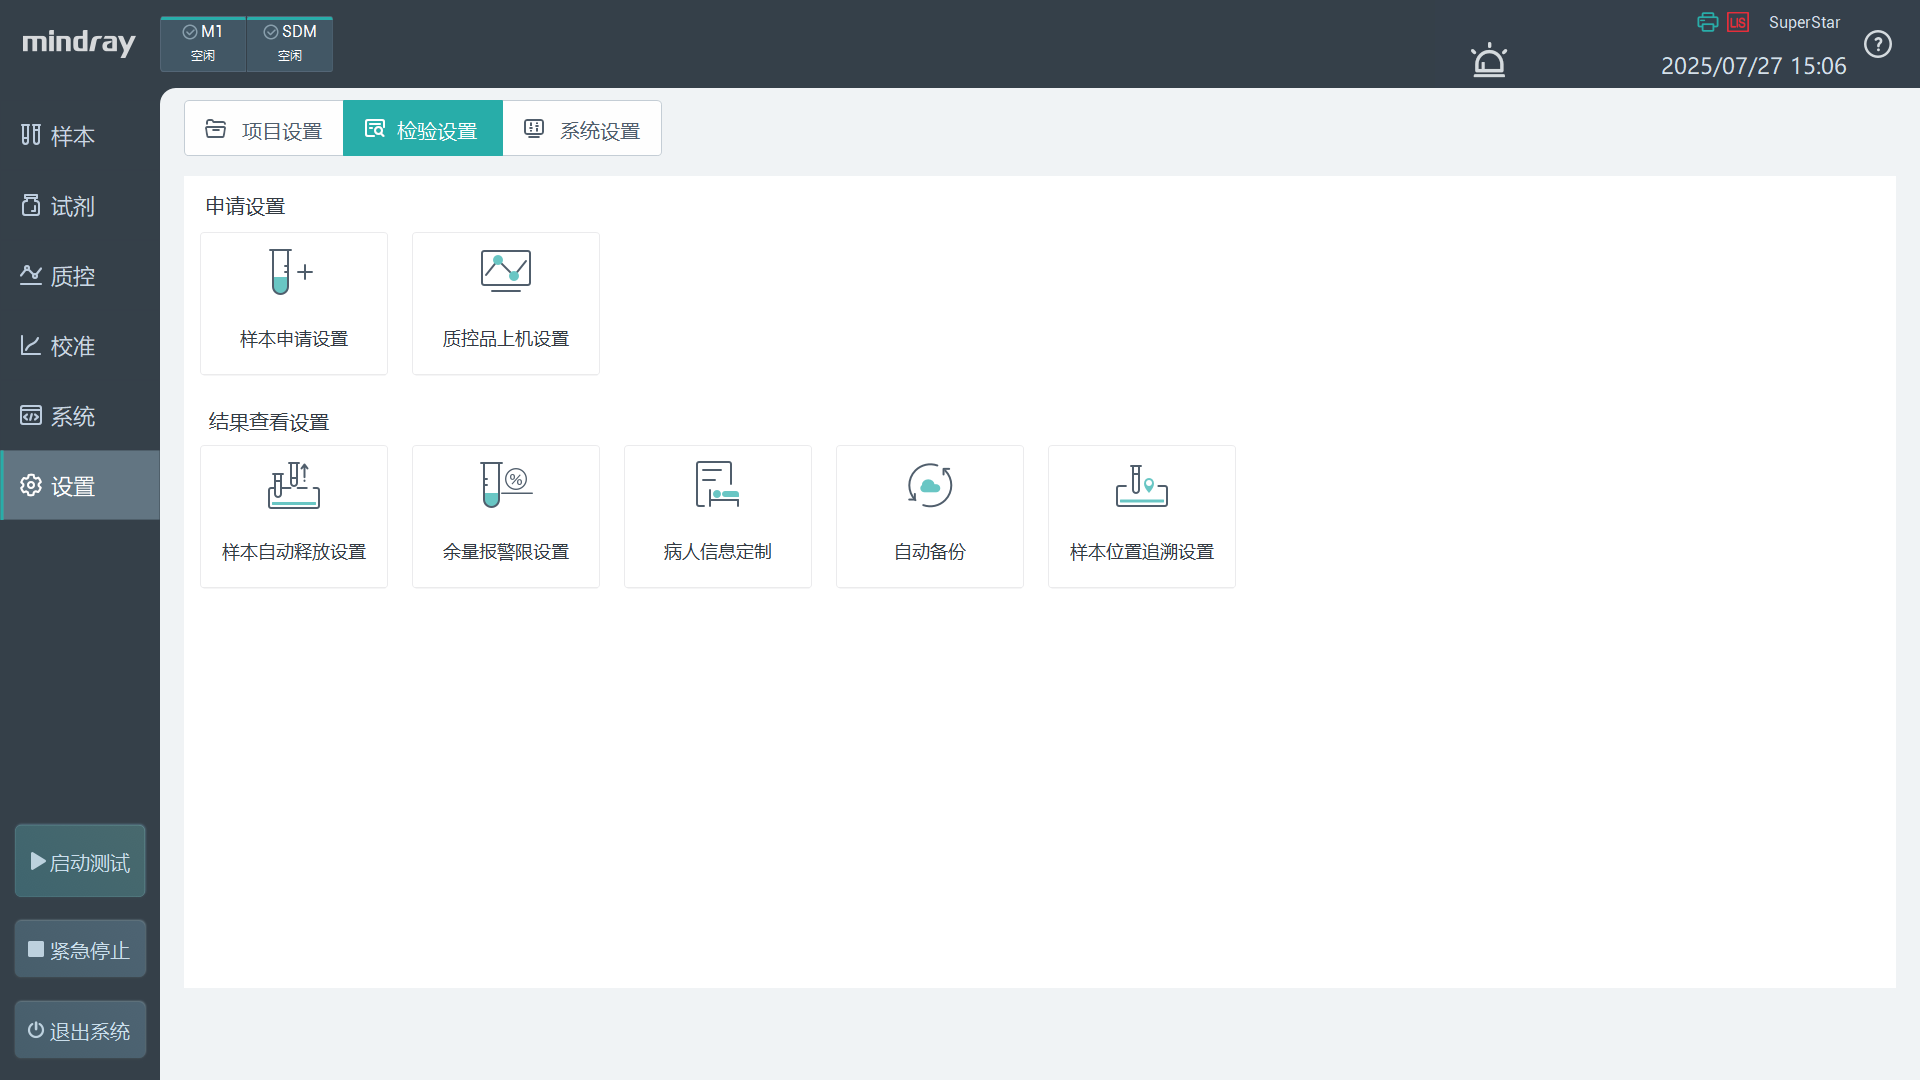 mindray
M1
空闲
SDM
空闲
LIS
SuperStar
2025/07/27 15:06
样本
试剂
质控
校准
系统
设置
启动测试
紧急停止
退出系统
项目设置
检验设置
系统设置
申请设置
样本申请设置
质控品上机设置
结果查看设置
样本自动释放设置
余量报警限设置
病人信息定制
自动备份
样本位置追溯设置